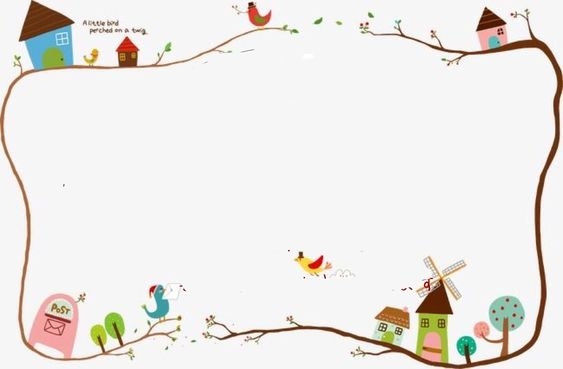 A little bird
perched on a twig
POST